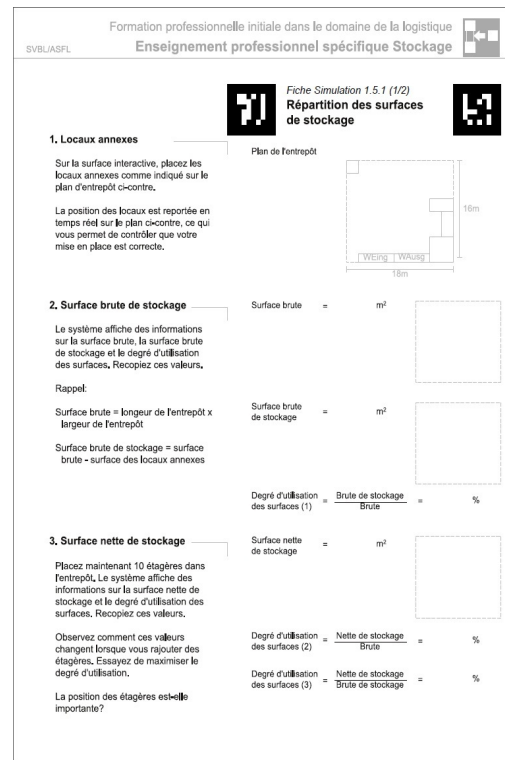 Formation professionnelle initiale dans le domaine de la logistique
SVBL/ASFL
Enseignement professionnel spécifique Stockage
Fiche Simulation 1.5.1 (1/2)
Répartition des surfaces
de stockage
1. Locaux annexes
Sur la surface interactive, placez les
locaux annexes comme indiqué sur le
plan d'entrepôt ci-contre.
La position des locaux est reportée en
temps réel sur le plan ci-contre, ce qui
vous permet de contrôler que votre
mise en place est correcte.
Plan de l'entrepôt
16m
WEing
WAusg
18m
2. Surface brute de stockage
Le système affiche des informations
sur la surface brute, la surface brute
de stockage et le degré d'utilisation
des surfaces. Recopiez ces valeurs.
Rappel:
Surface brute = longeur de l'entrepôt x
largeur de l'entrepôt
Surface brute de stockage = surface
brute - surface des locaux annexes
Surface brute = m²
Surface brute
de stockage = m²
Degré d'utilisation
des surfaces (1) = Brute de stockage
Brute = %
3. Surface nette de stockage
Placez maintenant 10 étagères dans
l'entrepôt. Le système affiche des
informations sur la surface nette de
stockage et le degré d'utilisation des
surfaces. Recopiez ces valeurs.
Observez comment ces valeurs
changent lorsque vous rajouter des
étagères. Essayez de maximiser le
degré d'utilisation.
La position des étagères est-elle
importante?
Surface nette
de stockage = m²
Degré d'utilisation
des surfaces (2) = Nette de stockage
Brute = %
Degré d'utilisation
des surfaces (3) = Nette de stockage
Brute de stockage = %